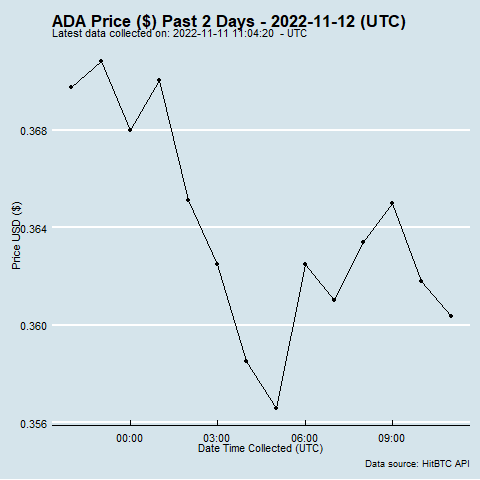 ADA Price ($) Past 2 Days - 2022-11-12 (UTC)
Latest data collected on: 2022-11-11 11:04:20  - UTC
0.368
0.364
0.360
0.356
Price USD ($)
00:00 03:00 06:00 09:00
Date Time Collected (UTC)
Data source: HitBTC API